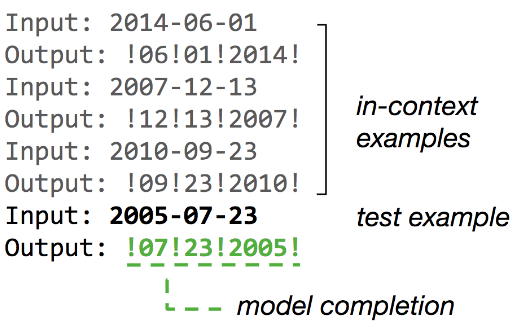 Input: 2014-06-01
Output: !06!01!2014!
Input: 2007-12-13
Output: !12!13!2007!
Input: 2010-09-23
Output: !09!23!2010!
Input: 2005-07-23
Output: !07!23!2005!
in-context
examples
test example
model completion